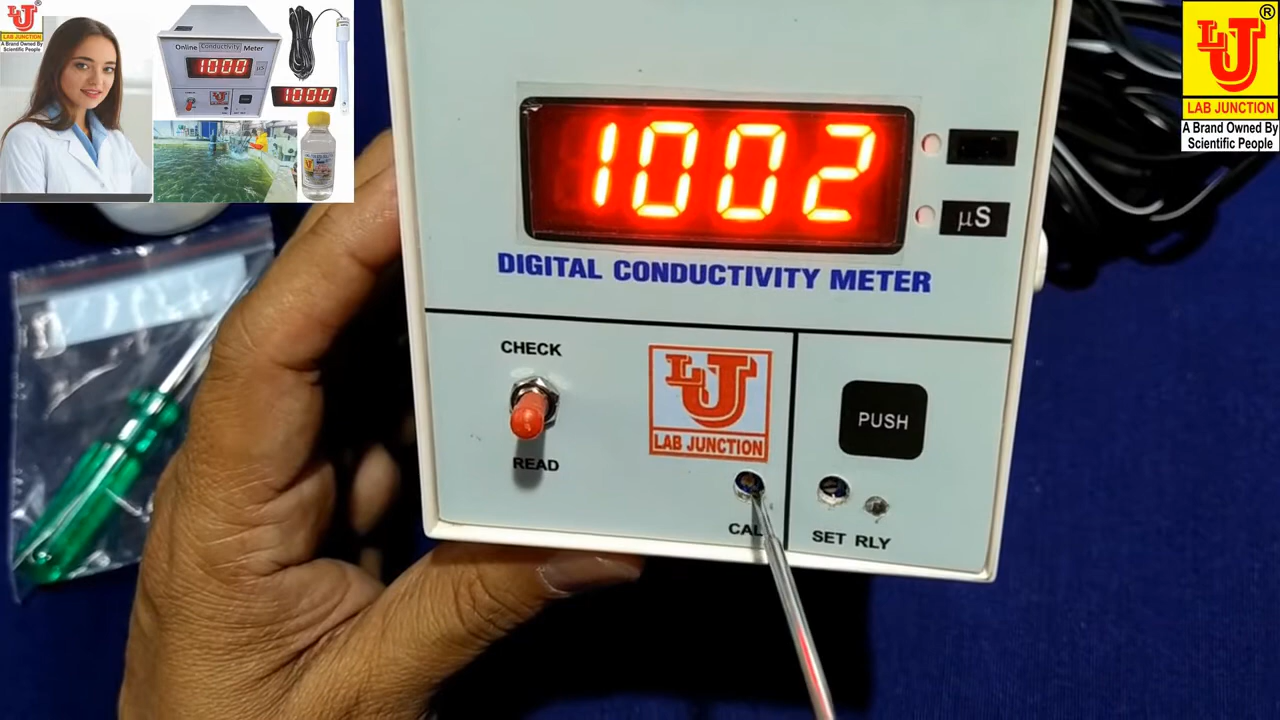 LJ
LAB JUNCTION
A Brand Owned By
Scientific People
Online Conductivity Meter
1000
µS
1000
1002
µS
DIGITAL CONDUCTIVITY METER
CHECK
READ
LJ
LAB JUNCTION
CAL
PUSH
SET RLY
LJ
®
LAB JUNCTION
A Brand Owned By
Scientific People